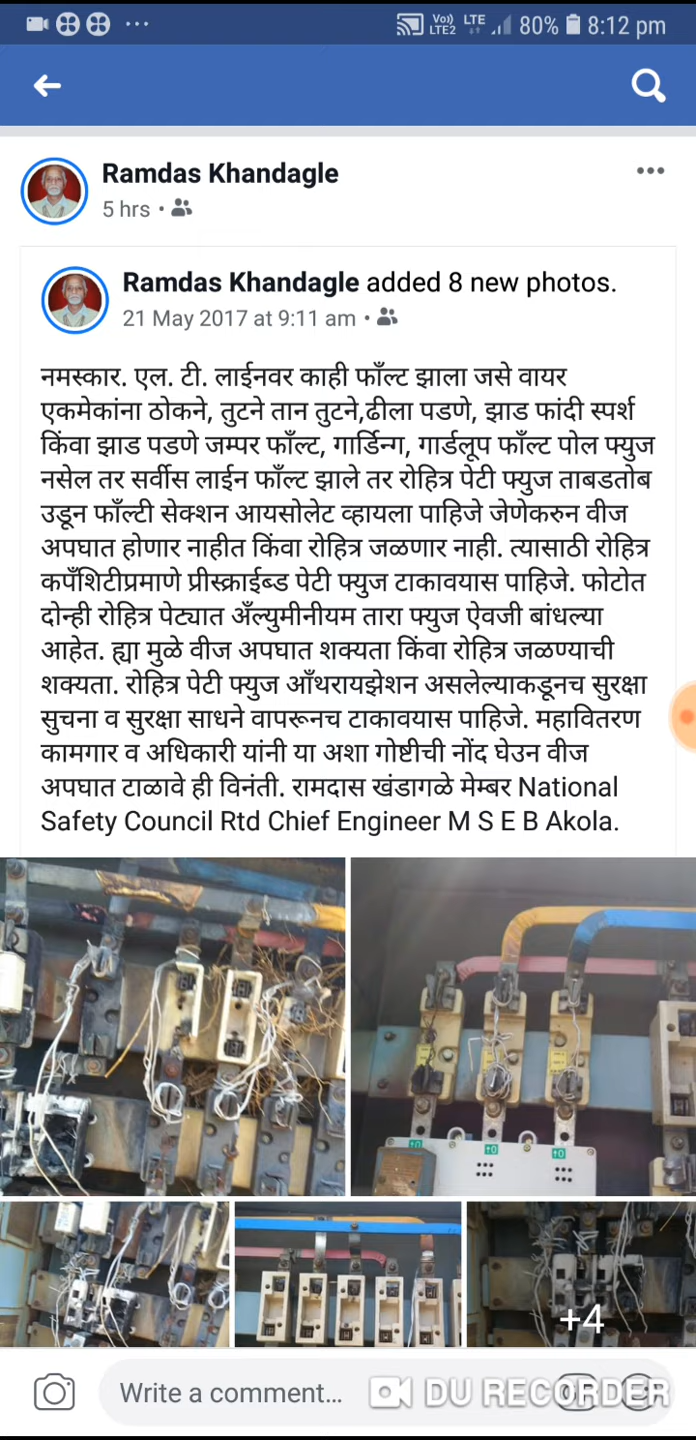 Vo)) LTE2 LTE 80% 8:12 pm
Ramdas Khandagle
5 hrs
Ramdas Khandagle added 8 new photos.
21 May 2017 at 9:11 am
नमस्कार. एल. टी. लाईनवर काही फॉंल्ट झाला जसे वायर
एकमेकांना ठोकने, तुटने तान तुटने,ढीला पडणे, झाड फांदी स्पर्श
किंवा झाड पडणे जम्पर फॉंल्ट, गार्डिन्ग, गार्डलूप फॉंल्ट पोल फ्युज
नसेल तर सर्वीस लाईन फॉंल्ट झाले तर रोहित्र पेटी फ्युज ताबडतोब
उडून फॉंल्टी सेक्शन आयसोलेट व्हायला पाहिजे जेणेकरुन वीज
अपघात होणार नाहीत किंवा रोहित्र जळणार नाही. त्यासाठी रोहित्र
कपॅंशिटीप्रमाणे प्रीस्क्राईब्ड पेटी फ्युज टाकावयास पाहिजे. फोटोत
दोन्ही रोहित्र पेट्यात अॅंल्युमीनीयम तारा फ्युज ऐवजी बांधल्या
आहेत. ह्या मुळे वीज अपघात शक्यता किंवा रोहित्र जळण्याची
शक्यता. रोहित्र पेटी फ्युज ऑंथरायझेशन असलेल्याकडूनच सुरक्षा
सुचना व सुरक्षा साधने वापरूनच टाकावयास पाहिजे. महावितरण
कामगार व अधिकारी यांनी या अशा गोष्टीची नोंद घेउन वीज
अपघात टाळावे ही विनंती. रामदास खंडागळे मेम्बर National
Safety Council Rtd Chief Engineer M S E B Akola.
+4
Write a comment...
DU RECORDER